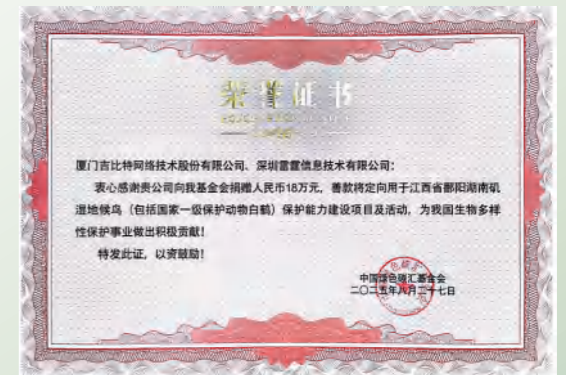 荣誉证书
厦门吉比特网络技术股份有限公司、深圳雷霆信息技术有限公司：
衷心感谢贵公司向我基金会捐赠人民币18万元，善款将定向用于江西省鄱阳湖南矶
湿地候鸟（包括国家一级保护动物白鹤）保护能力建设项目及活动，为我国生物多样
性保护事业做出积极贡献！
特发此证，以资鼓励！
中国绿色碳汇基金会
二〇二五年八月二十七日